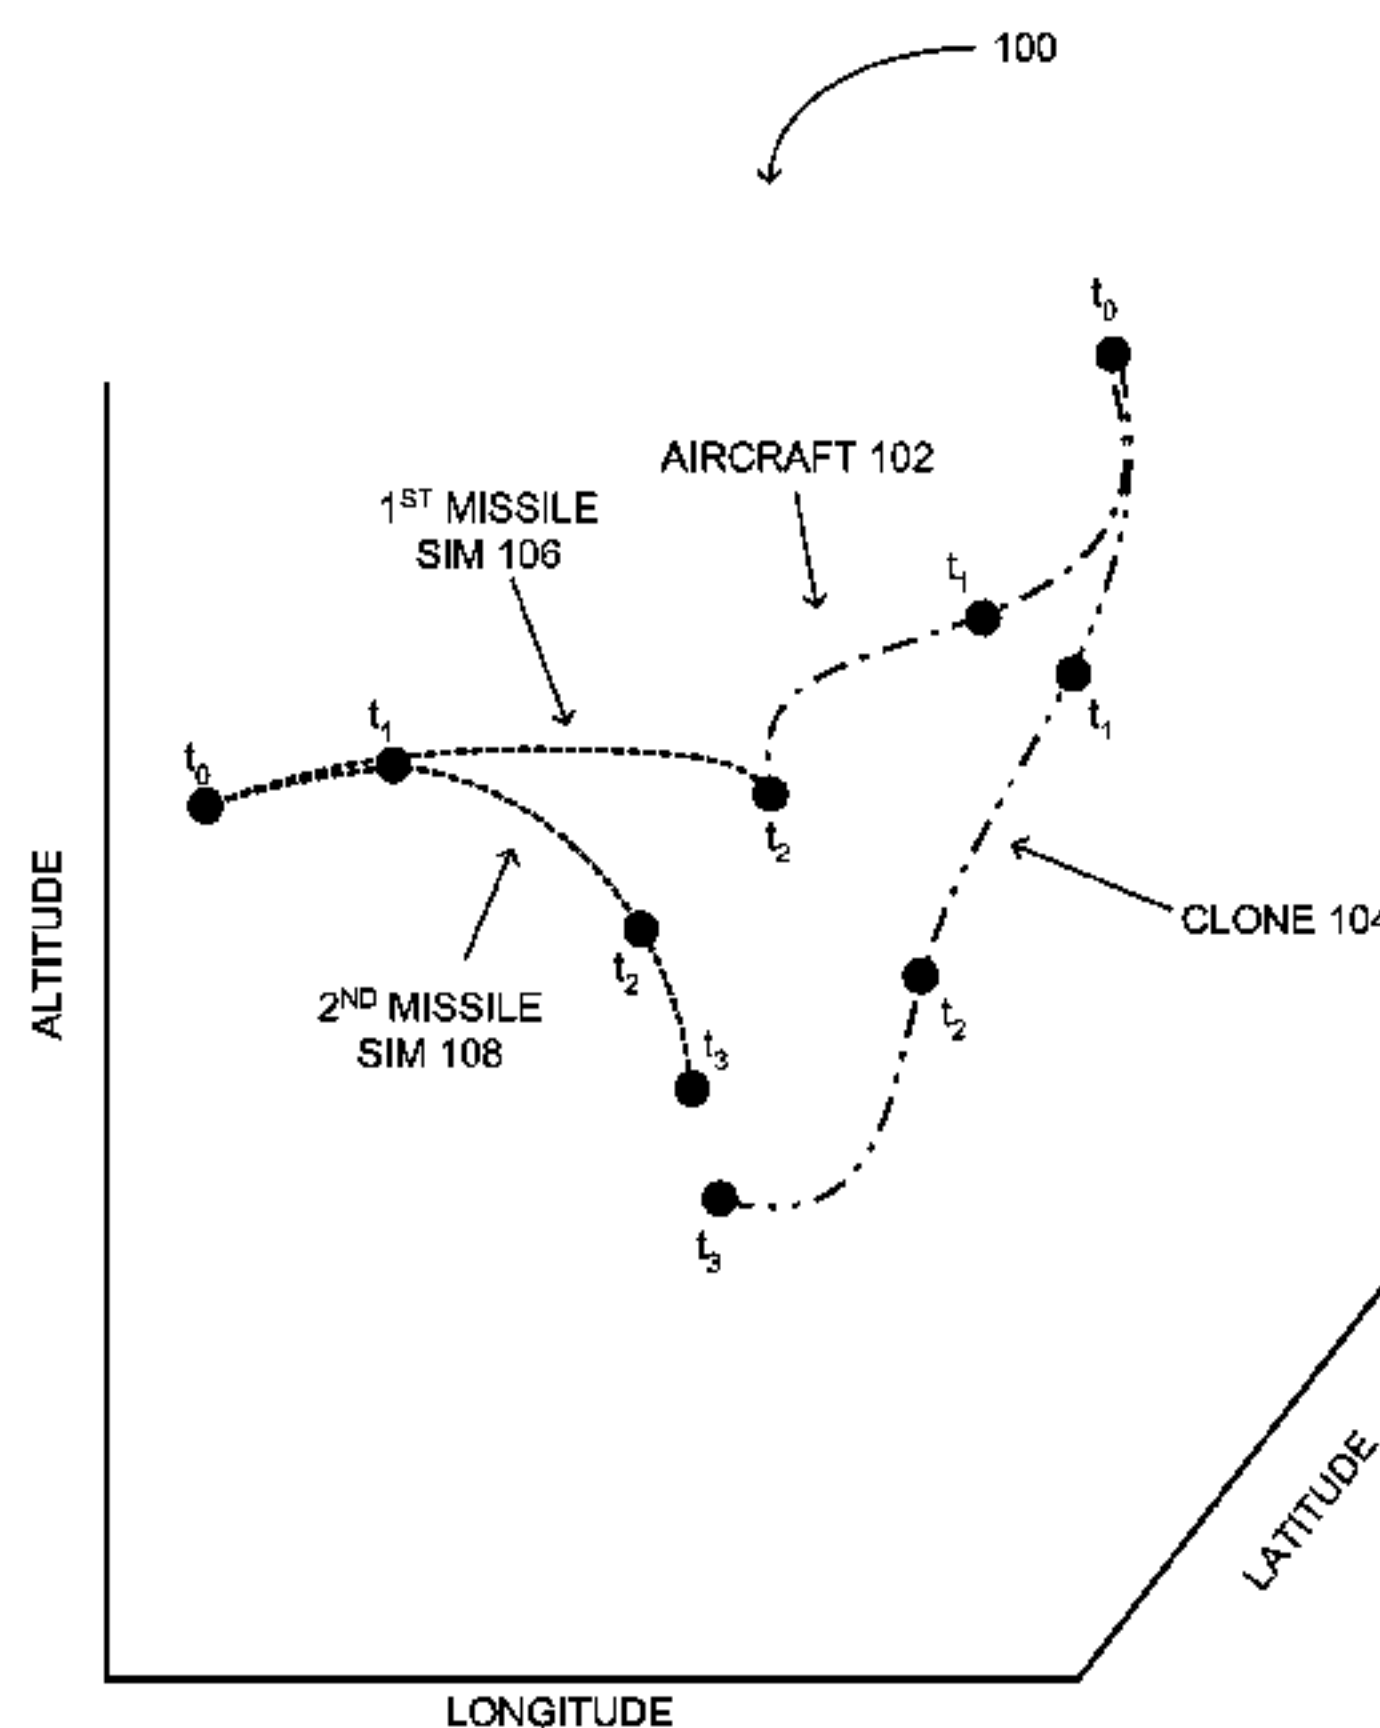 100
t0
AIRCRAFT 102
1ST MISSILE
SIM 106
t1
t1
t1
t0
t2
ALTITUDE
CLONE 104
t2
2ND MISSILE
SIM 108
t2
t3
t3
LATITUDE
LONGITUDE